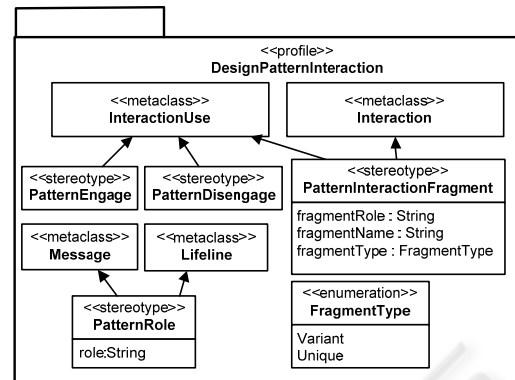 <<profile>>
DesignPatternInteraction
<<metaclass>>
InteractionUse
<<metaclass>>
Interaction
<<stereotype>>
PatternEngage
<<stereotype>>
PatternDisengage
<<stereotype>>
PatternInteractionFragment
fragmentRole : String
fragmentName : String
fragmentType : FragmentType
<<metaclass>>
Message
<<metaclass>>
Lifeline
<<stereotype>>
PatternRole
role:String
<<enumeration>>
FragmentType
Variant
Unique